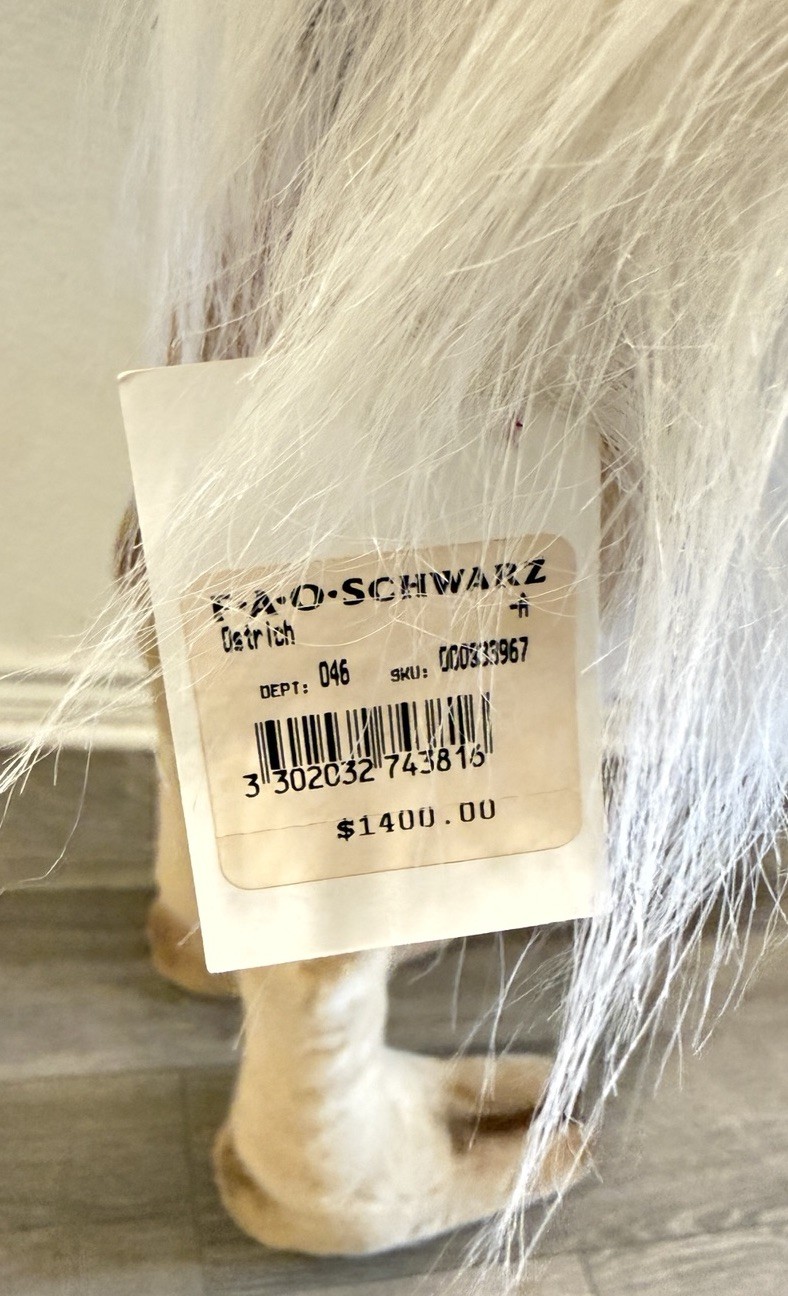 F·A·O·SCHWARZ
-A
Ostrich
DEPT: 046 SKU: 000333967
3 302032 743816
$1400.00